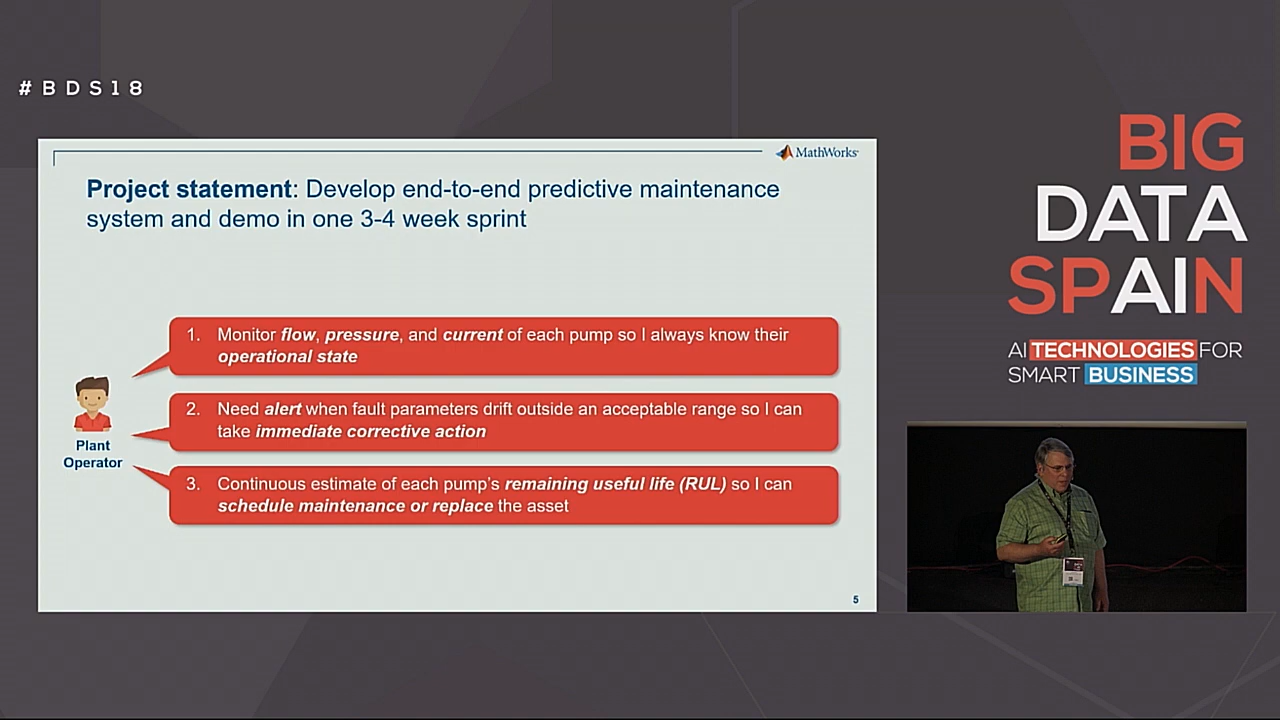 #BDS18
MathWorks
Project statement: Develop end-to-end predictive maintenance
system and demo in one 3-4 week sprint
1. Monitor flow, pressure, and current of each pump so I always know their
operational state
2. Need alert when fault parameters drift outside an acceptable range so I can
take immediate corrective action
3. Continuous estimate of each pump's remaining useful life (RUL) so I can
schedule maintenance or replace the asset
Plant
Operator
5
BIG
DATA
SPAIN
AI TECHNOLOGIES FOR
SMART BUSINESS